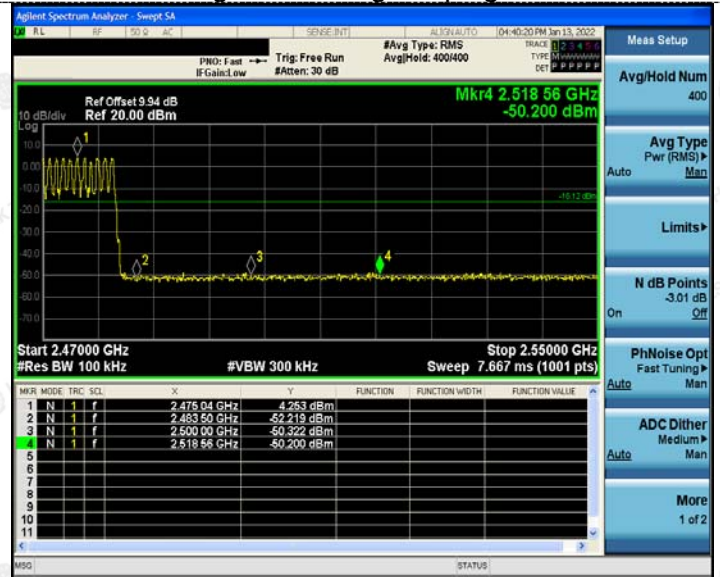 Agilent Spectrum Analyzer - Swept SA
RL RF 50 Ω AC SENSE:INT ALIGN AUTO 04:40:20 PM Jan 13, 2022
PNO: Fast Trig: Free Run #Avg Type: RMS TRACE 1 2 3 4 5 6
IFGain:Low #Atten: 30 dB Avg|Hold: 400/400 TYPE
DET P P P P P P
Mkr4 2.518 56 GHz
-50.200 dBm
Ref Offset 9.94 dB
10 dB/div Ref 20.00 dBm
Log
10.0
0.00
-10.0
-20.0
-30.0
-40.0
-50.0
-60.0
-70.0
1
2
3
4
-16.12 dBm
Start 2.47000 GHz Stop 2.55000 GHz
#Res BW 100 kHz #VBW 300 kHz Sweep 7.667 ms (1001 pts)
MKR MODE TRC SCL X Y FUNCTION FUNCTION WIDTH FUNCTION VALUE
1 N 1 f 2.475 04 GHz 4.253 dBm
2 N 1 f 2.483 50 GHz -52.219 dBm
3 N 1 f 2.500 00 GHz -50.322 dBm
4 N 1 f 2.518 56 GHz -50.200 dBm
5
6
7
8
9
10
11
MSG STATUS
Meas Setup
Avg/Hold Num
400
Avg Type
Pwr (RMS)
Auto Man
Limits
N dB Points
-3.01 dB
On Off
PhNoise Opt
Fast Tuning
Auto Man
ADC Dither
Medium
Auto Man
More
1 of 2